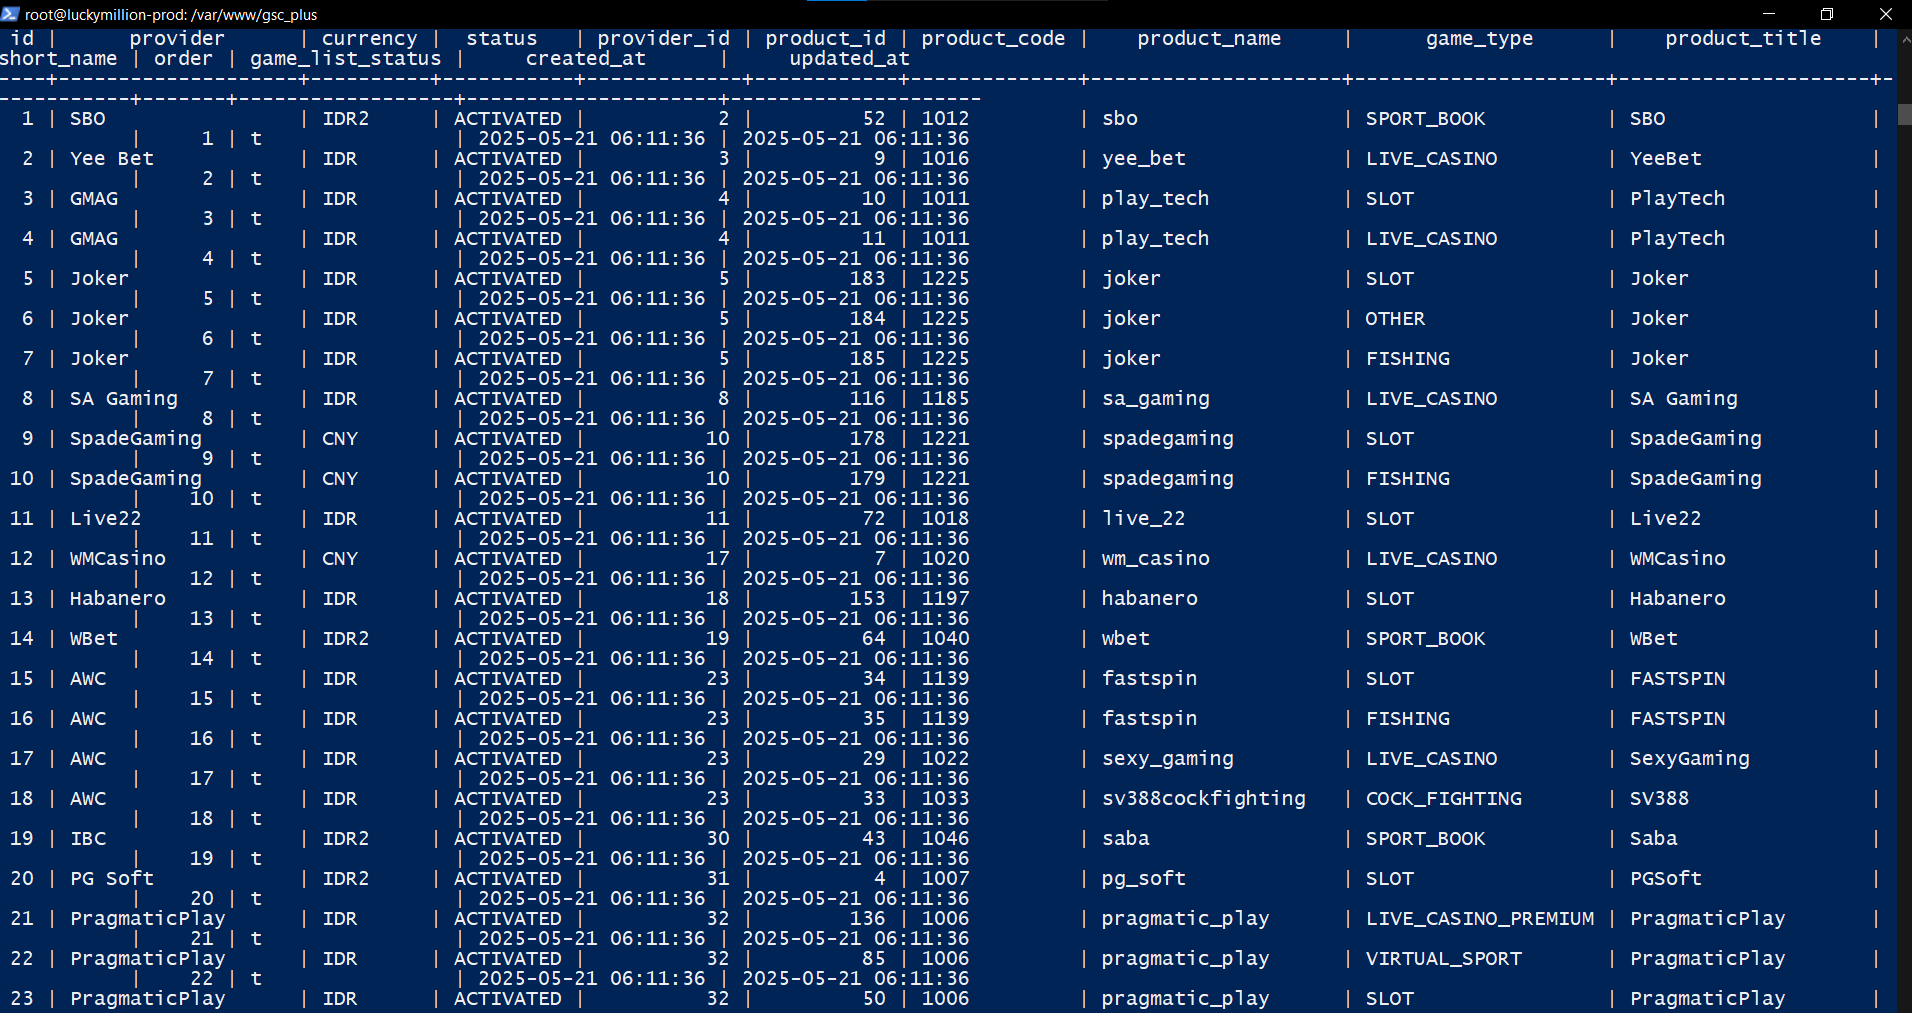 root@luckymillion-prod: /var/www/gsc_plus
id | provider | currency | status | provider_id | product_id | product_code | product_name | game_type | product_title |
short_name | order | game_list_status | created_at | updated_at
----+--------------------+----------+-----------+-------------+------------+--------------+---------------------+---------------------+---------------------+-
-----------+-------+------------------+---------------------+---------------------
1 | SBO | IDR2 | ACTIVATED | 2 | 52 | 1012 | sbo | SPORT_BOOK | SBO |
| 1 | t | 2025-05-21 06:11:36 | 2025-05-21 06:11:36
2 | Yee Bet | IDR | ACTIVATED | 3 | 9 | 1016 | yee_bet | LIVE_CASINO | YeeBet |
| 2 | t | 2025-05-21 06:11:36 | 2025-05-21 06:11:36
3 | GMAG | IDR | ACTIVATED | 4 | 10 | 1011 | play_tech | SLOT | PlayTech |
| 3 | t | 2025-05-21 06:11:36 | 2025-05-21 06:11:36
4 | GMAG | IDR | ACTIVATED | 4 | 11 | 1011 | play_tech | LIVE_CASINO | PlayTech |
| 4 | t | 2025-05-21 06:11:36 | 2025-05-21 06:11:36
5 | Joker | IDR | ACTIVATED | 5 | 183 | 1225 | joker | SLOT | Joker |
| 5 | t | 2025-05-21 06:11:36 | 2025-05-21 06:11:36
6 | Joker | IDR | ACTIVATED | 5 | 184 | 1225 | joker | OTHER | Joker |
| 6 | t | 2025-05-21 06:11:36 | 2025-05-21 06:11:36
7 | Joker | IDR | ACTIVATED | 5 | 185 | 1225 | joker | FISHING | Joker |
| 7 | t | 2025-05-21 06:11:36 | 2025-05-21 06:11:36
8 | SA Gaming | IDR | ACTIVATED | 8 | 116 | 1185 | sa_gaming | LIVE_CASINO | SA Gaming |
| 8 | t | 2025-05-21 06:11:36 | 2025-05-21 06:11:36
9 | SpadeGaming | CNY | ACTIVATED | 10 | 178 | 1221 | spadegaming | SLOT | SpadeGaming |
| 9 | t | 2025-05-21 06:11:36 | 2025-05-21 06:11:36
10 | SpadeGaming | CNY | ACTIVATED | 10 | 179 | 1221 | spadegaming | FISHING | SpadeGaming |
| 10 | t | 2025-05-21 06:11:36 | 2025-05-21 06:11:36
11 | Live22 | IDR | ACTIVATED | 11 | 72 | 1018 | live_22 | SLOT | Live22 |
| 11 | t | 2025-05-21 06:11:36 | 2025-05-21 06:11:36
12 | WMCasino | CNY | ACTIVATED | 17 | 7 | 1020 | wm_casino | LIVE_CASINO | WMCasino |
| 12 | t | 2025-05-21 06:11:36 | 2025-05-21 06:11:36
13 | Habanero | IDR | ACTIVATED | 18 | 153 | 1197 | habanero | SLOT | Habanero |
| 13 | t | 2025-05-21 06:11:36 | 2025-05-21 06:11:36
14 | WBet | IDR2 | ACTIVATED | 19 | 64 | 1040 | wbet | SPORT_BOOK | WBet |
| 14 | t | 2025-05-21 06:11:36 | 2025-05-21 06:11:36
15 | AWC | IDR | ACTIVATED | 23 | 34 | 1139 | fastspin | SLOT | FASTSPIN |
| 15 | t | 2025-05-21 06:11:36 | 2025-05-21 06:11:36
16 | AWC | IDR | ACTIVATED | 23 | 35 | 1139 | fastspin | FISHING | FASTSPIN |
| 16 | t | 2025-05-21 06:11:36 | 2025-05-21 06:11:36
17 | AWC | IDR | ACTIVATED | 23 | 29 | 1022 | sexy_gaming | LIVE_CASINO | SexyGaming |
| 17 | t | 2025-05-21 06:11:36 | 2025-05-21 06:11:36
18 | AWC | IDR | ACTIVATED | 23 | 33 | 1033 | sv388cockfighting | COCK_FIGHTING | SV388 |
| 18 | t | 2025-05-21 06:11:36 | 2025-05-21 06:11:36
19 | IBC | IDR2 | ACTIVATED | 30 | 43 | 1046 | saba | SPORT_BOOK | Saba |
| 19 | t | 2025-05-21 06:11:36 | 2025-05-21 06:11:36
20 | PG Soft | IDR2 | ACTIVATED | 31 | 4 | 1007 | pg_soft | SLOT | PGSoft |
| 20 | t | 2025-05-21 06:11:36 | 2025-05-21 06:11:36
21 | PragmaticPlay | IDR | ACTIVATED | 32 | 136 | 1006 | pragmatic_play | LIVE_CASINO_PREMIUM | PragmaticPlay |
| 21 | t | 2025-05-21 06:11:36 | 2025-05-21 06:11:36
22 | PragmaticPlay | IDR | ACTIVATED | 32 | 85 | 1006 | pragmatic_play | VIRTUAL_SPORT | PragmaticPlay |
| 22 | t | 2025-05-21 06:11:36 | 2025-05-21 06:11:36
23 | PragmaticPlay | IDR | ACTIVATED | 32 | 50 | 1006 | pragmatic_play | SLOT | PragmaticPlay |